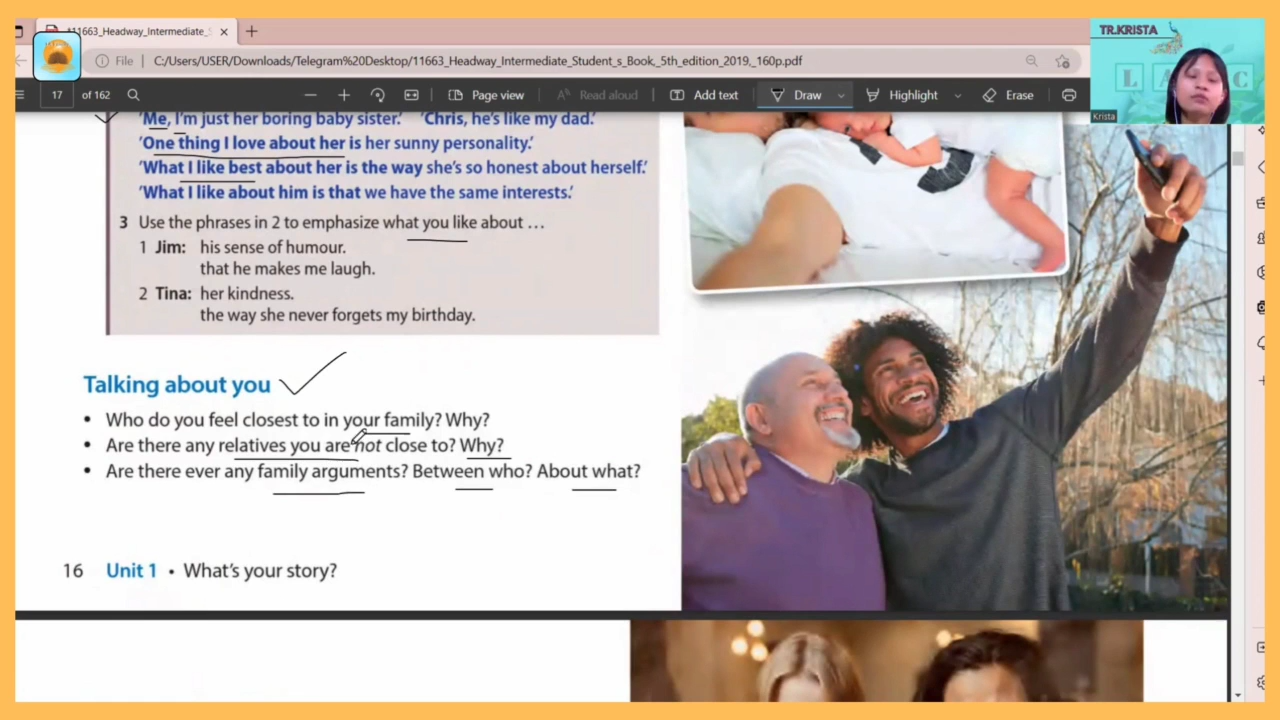 11663_Headway_Intermediate_S
File C:/Users/USER/Downloads/Telegram%20Desktop/11663_Headway_Intermediate_Student_s_Book,_5th_edition_2019,_160p.pdf
17 of 162 Page view Read aloud Add text Draw Highlight Erase
TR.KRISTA
Krista
'Me, I'm just her boring baby sister.' 'Chris, he's like my dad.'
'One thing I love about her is her sunny personality.'
'What I like best about her is the way she's so honest about herself.'
'What I like about him is that we have the same interests.'
3 Use the phrases in 2 to emphasize what you like about …
1 Jim: his sense of humour.
that he makes me laugh.
2 Tina: her kindness.
the way she never forgets my birthday.
Talking about you
• Who do you feel closest to in your family? Why?
• Are there any relatives you are not close to? Why?
• Are there ever any family arguments? Between who? About what?
16 Unit 1 • What's your story?